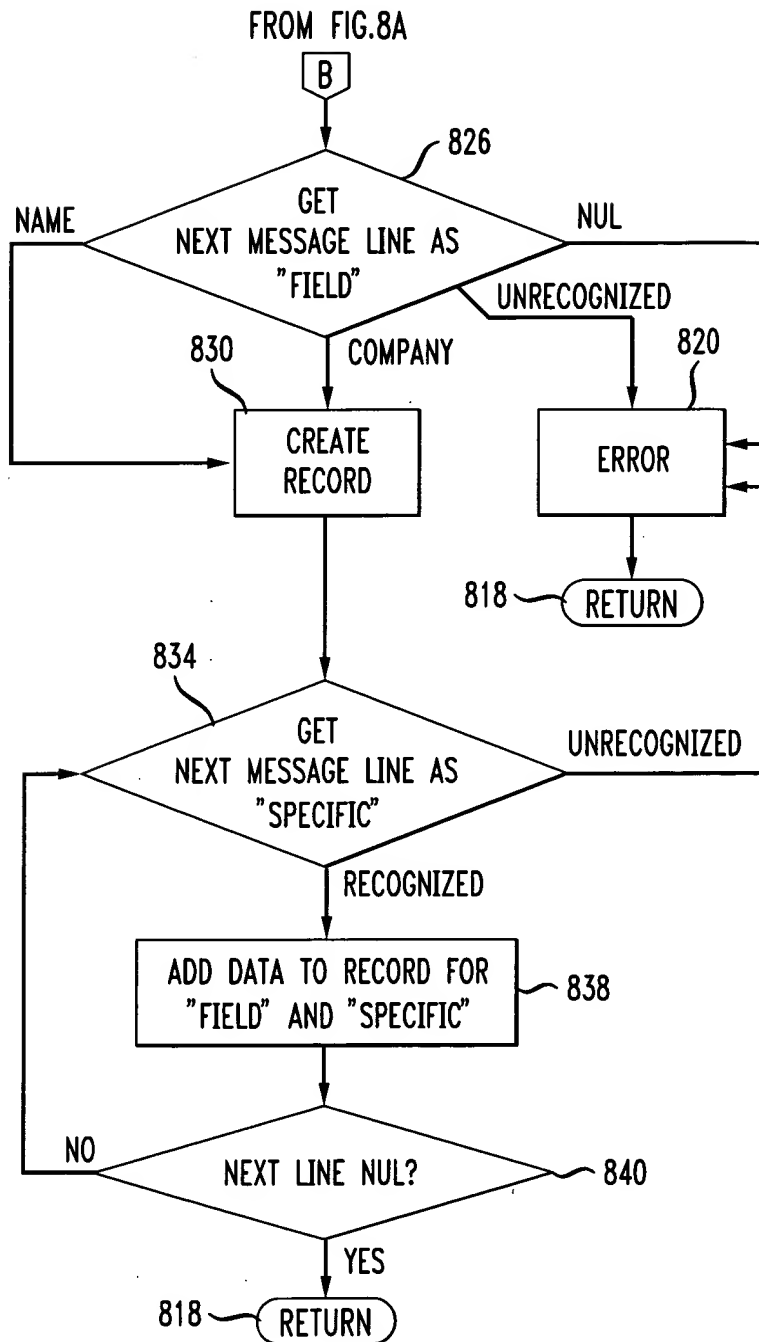 FROM FIG.8A
B
826
GET
NEXT MESSAGE LINE AS
"FIELD"
NAME
NUL
UNRECOGNIZED
COMPANY
830
CREATE
RECORD
820
ERROR
818
RETURN
834
GET
NEXT MESSAGE LINE AS
"SPECIFIC"
UNRECOGNIZED
RECOGNIZED
ADD DATA TO RECORD FOR
"FIELD" AND "SPECIFIC"
838
NO
NEXT LINE NUL?
840
YES
818
RETURN